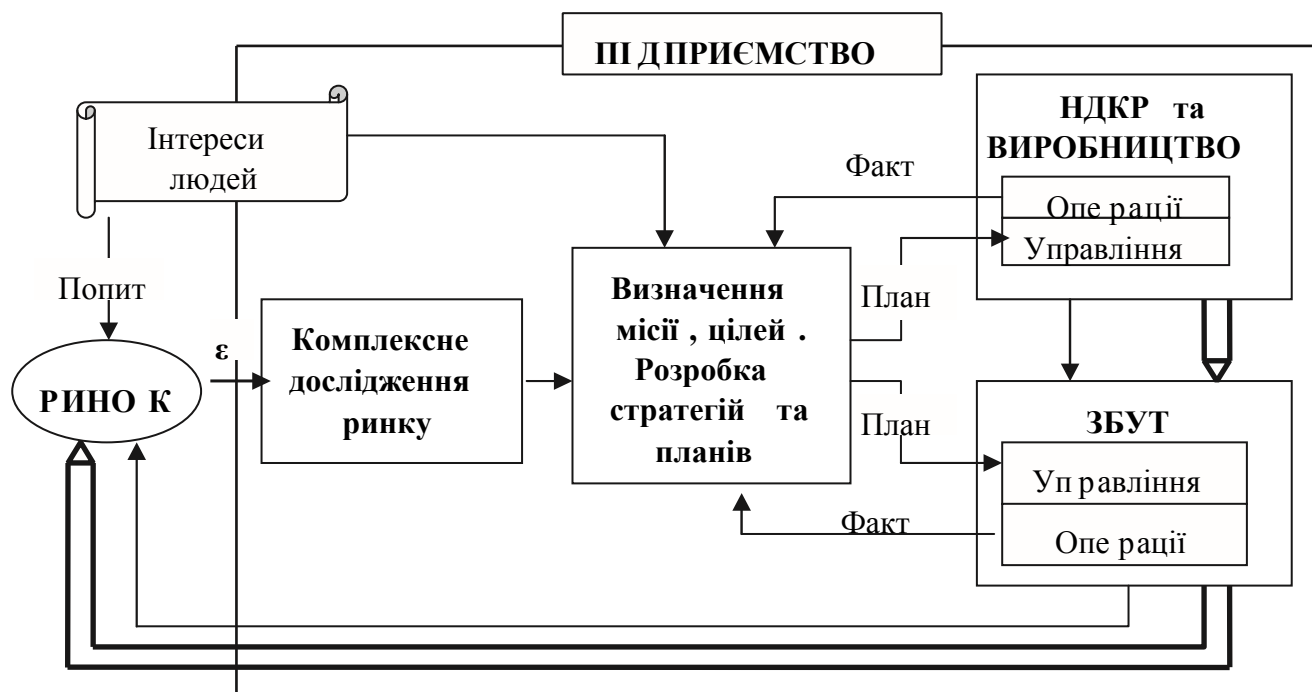 ПІДПРИЄМСТВО
Інтереси
людей
НДКР та
ВИРОБНИЦТВО
Факт
Операції
Управління
Попит
План
Визначення
місії , цілей .
Розробка
стратегій та
планів
ε
Комплексне
дослідження
ринку
РИНОК
План
ЗБУТ
Управління
Факт
Операції